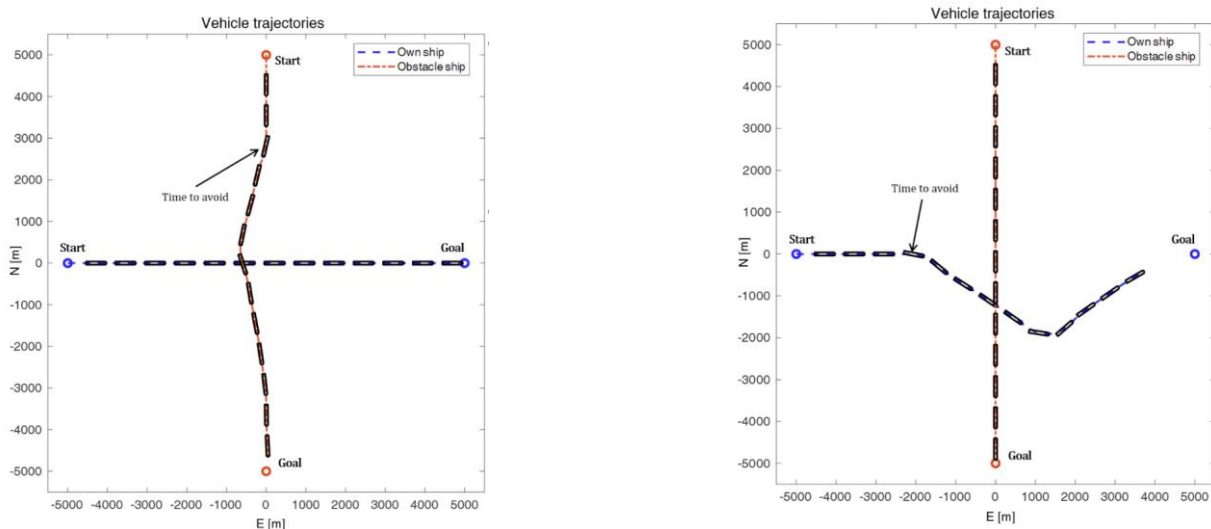 Vehicle trajectories
5000
4000
3000
2000
1000
0
-1000
-2000
-3000
-4000
-5000
N [m]
-5000 -4000 -3000 -2000 -1000 0 1000 2000 3000 4000 5000
E [m]
Own ship
Obstacle ship
Start
Time to avoid
Start
Goal
Goal
Vehicle trajectories
5000
4000
3000
2000
1000
0
-1000
-2000
-3000
-4000
-5000
N [m]
-5000 -4000 -3000 -2000 -1000 0 1000 2000 3000 4000 5000
E [m]
Own ship
Obstacle ship
Start
Time to avoid
Start
Goal
Goal